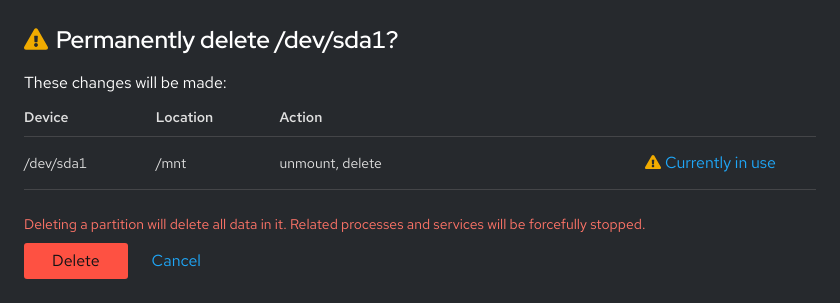 Permanently delete /dev/sda1?
These changes will be made:
Device Location Action
/dev/sda1 /mnt unmount, delete Currently in use
Deleting a partition will delete all data in it. Related processes and services will be forcefully stopped.
Delete Cancel